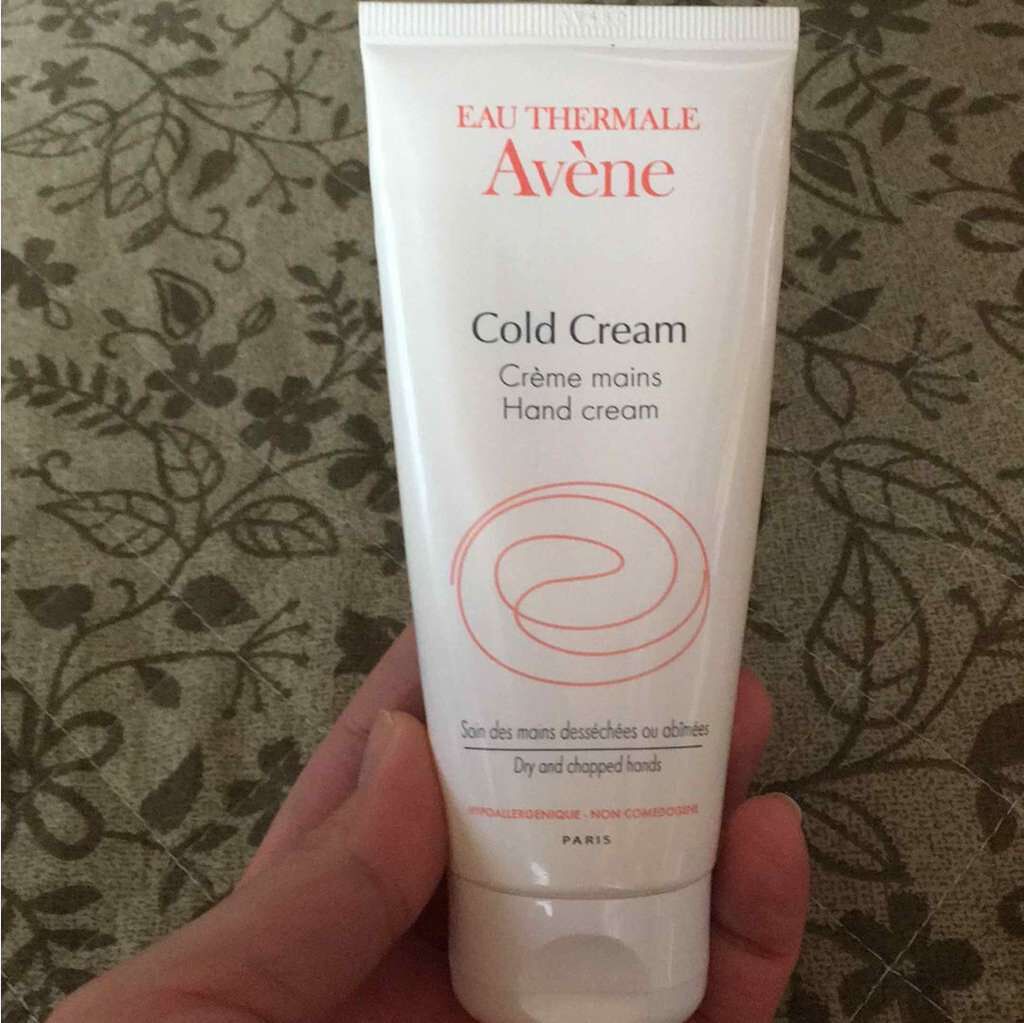 EAU THERMALE
Avène
Cold Cream
Crème mains
Hand cream
Soin des mains desséchées ou abîmées
Dry and chapped hands
HYPOALLERGENIQUE - NON COMEDOGENE
PARIS